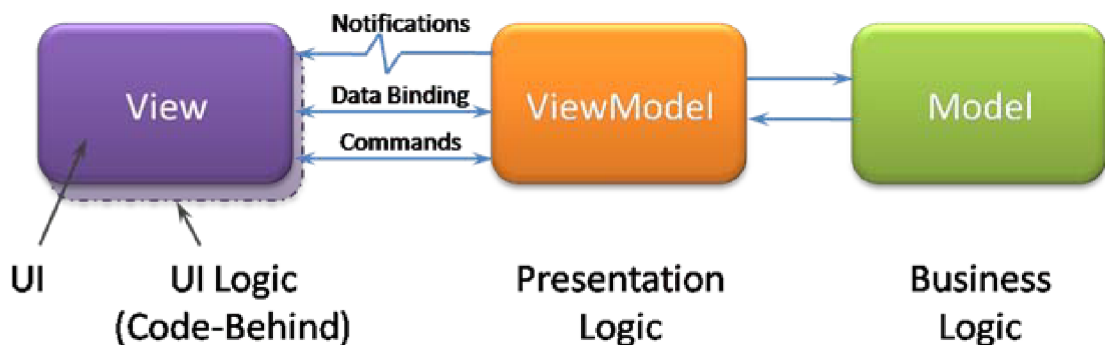 Notifications
View
Data Binding
ViewModel
Model
Commands
UI
UI Logic
(Code-Behind)
Presentation
Logic
Business
Logic